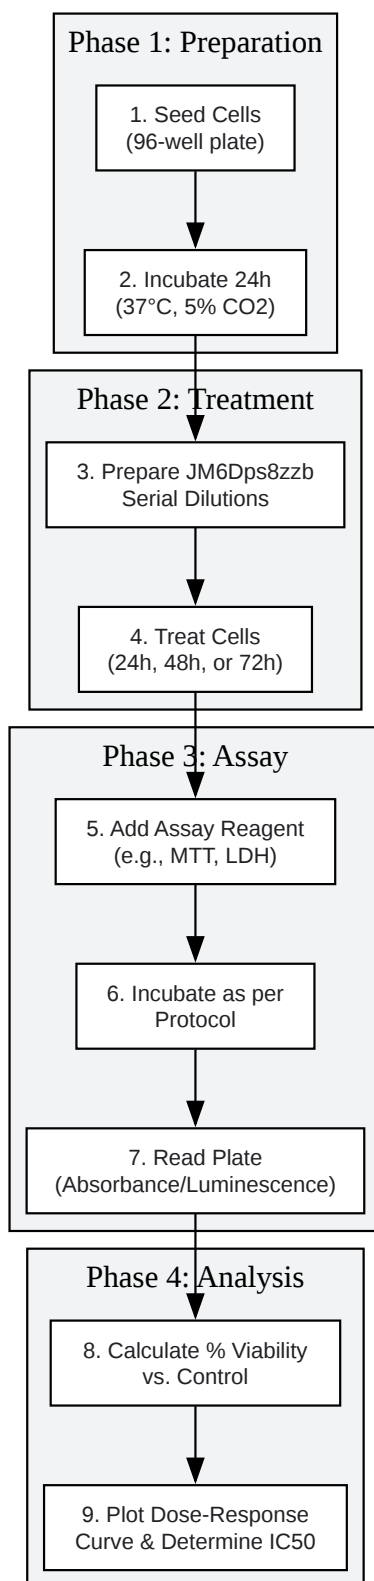 Phase 1: Preparation
1. Seed Cells
(96-well plate)
2. Incubate 24h
(37°C, 5% CO2)
Phase 2: Treatment
3. Prepare JM6Dps8zzb
Serial Dilutions
4. Treat Cells
(24h, 48h, or 72h)
Phase 3: Assay
5. Add Assay Reagent
(e.g., MTT, LDH)
6. Incubate as per
Protocol
7. Read Plate
(Absorbance/Luminescence)
Phase 4: Analysis
8. Calculate % Viability
vs. Control
9. Plot Dose-Response
Curve & Determine IC50